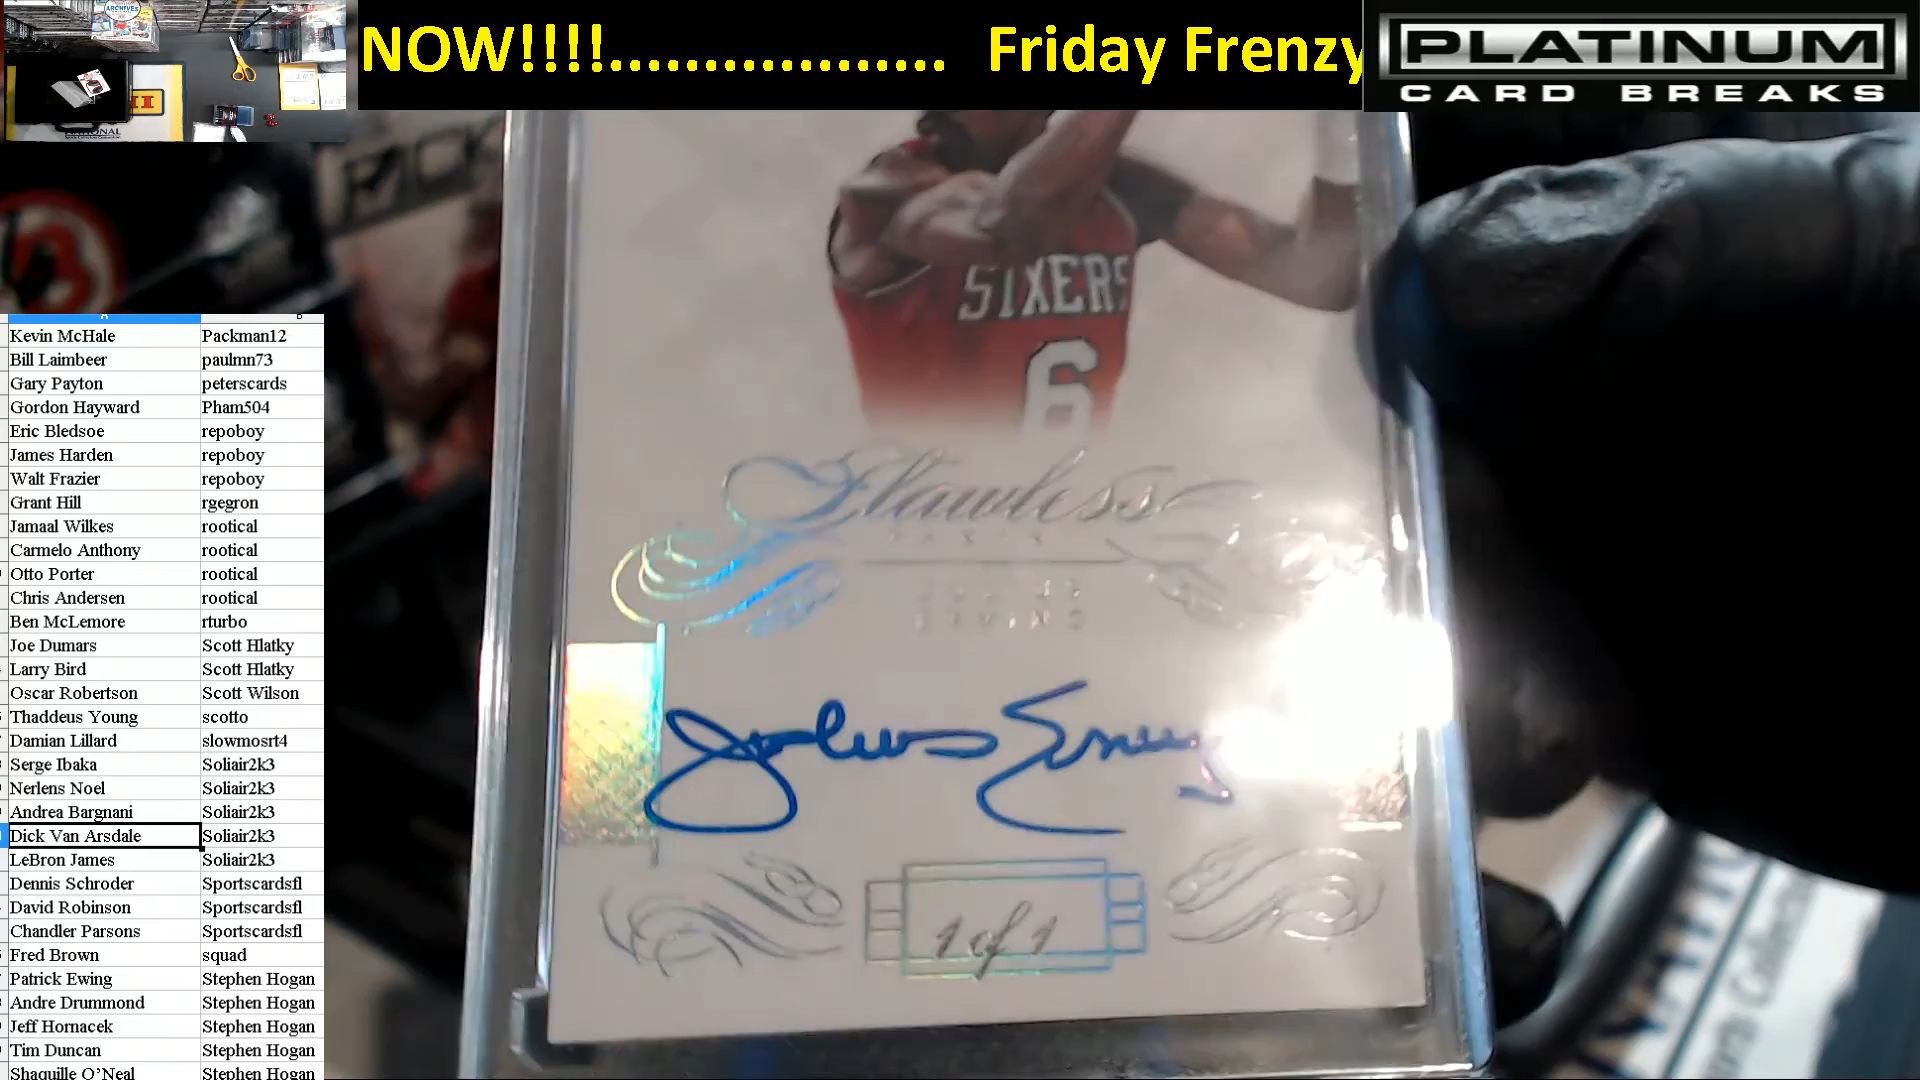 NOW!!!!.................. Friday Frenzy
PLATINUM
CARD BREAKS
ARCHIVES
SIXERS
6
Flawless
Julius Erving
1 of 1
A B
Kevin McHale Packman12
Bill Laimbeer paulmn73
Gary Payton peterscards
Gordon Hayward Pham504
Eric Bledsoe repoboy
James Harden repoboy
Walt Frazier repoboy
Grant Hill rgegron
Jamaal Wilkes rootical
Carmelo Anthony rootical
Otto Porter rootical
Chris Andersen rootical
Ben McLemore rturbo
Joe Dumars Scott Hlatky
Larry Bird Scott Hlatky
Oscar Robertson Scott Wilson
Thaddeus Young scotto
Damian Lillard slowmosrt4
Serge Ibaka Soliair2k3
Nerlens Noel Soliair2k3
Andrea Bargnani Soliair2k3
Dick Van Arsdale Soliair2k3
LeBron James Soliair2k3
Dennis Schroder Sportscardsfl
David Robinson Sportscardsfl
Chandler Parsons Sportscardsfl
Fred Brown squad
Patrick Ewing Stephen Hogan
Andre Drummond Stephen Hogan
Jeff Hornacek Stephen Hogan
Tim Duncan Stephen Hogan
Shaquille O’Neal Stephen Hogan